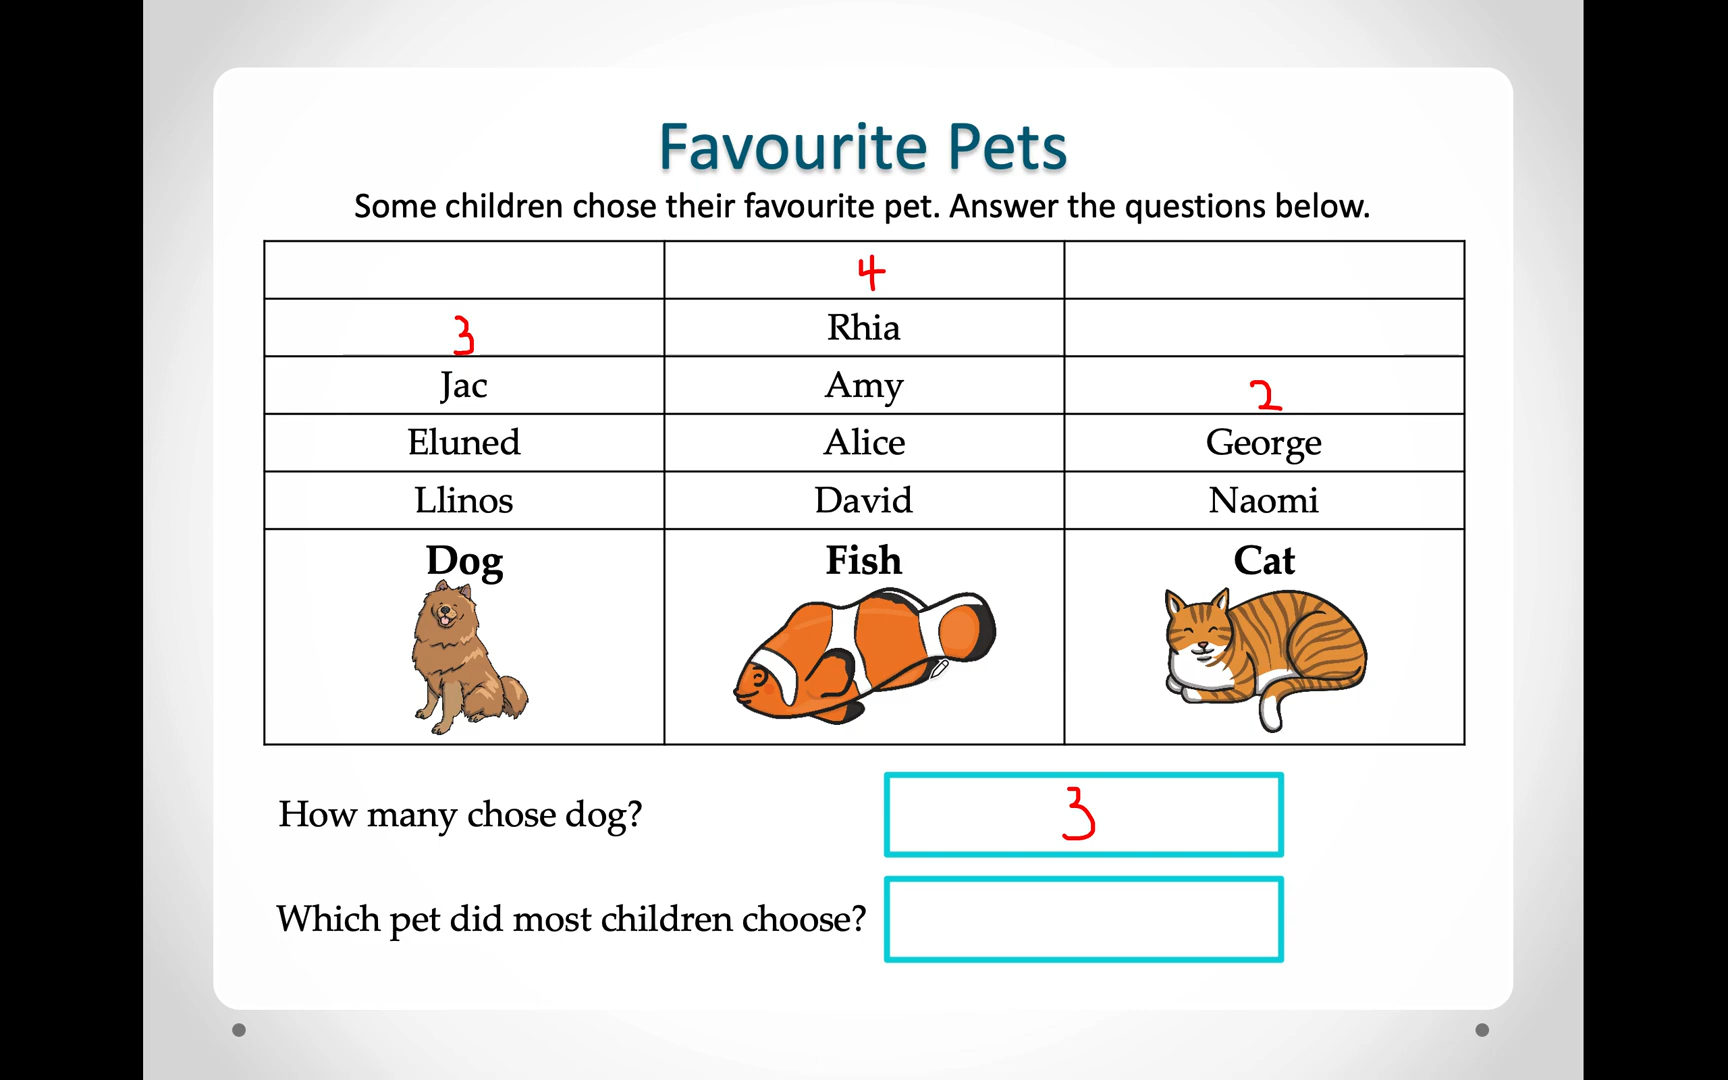 Favourite Pets
Some children chose their favourite pet. Answer the questions below.
4
3 Rhia
Jac Amy 2
Eluned Alice George
Llinos David Naomi
Dog Fish Cat
How many chose dog? 3
Which pet did most children choose?